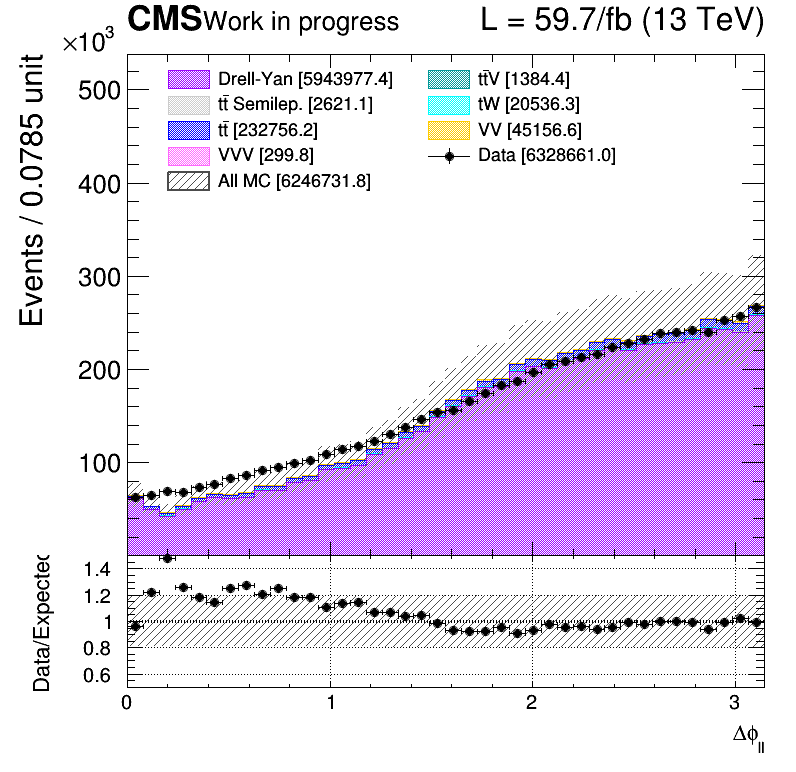 CMS Work in progress L = 59.7/fb (13 TeV)
×10³
Events / 0.0785 unit
500
400
300
200
100
Drell-Yan [5943977.4]
tt̄ Semilep. [2621.1]
tt̄ [232756.2]
VVV [299.8]
All MC [6246731.8]
tt̄V [1384.4]
tW [20536.3]
VV [45156.6]
Data [6328661.0]
Data/Expected
1.4
1.2
1
0.8
0.6
0 1 2 3
Δϕ_ll